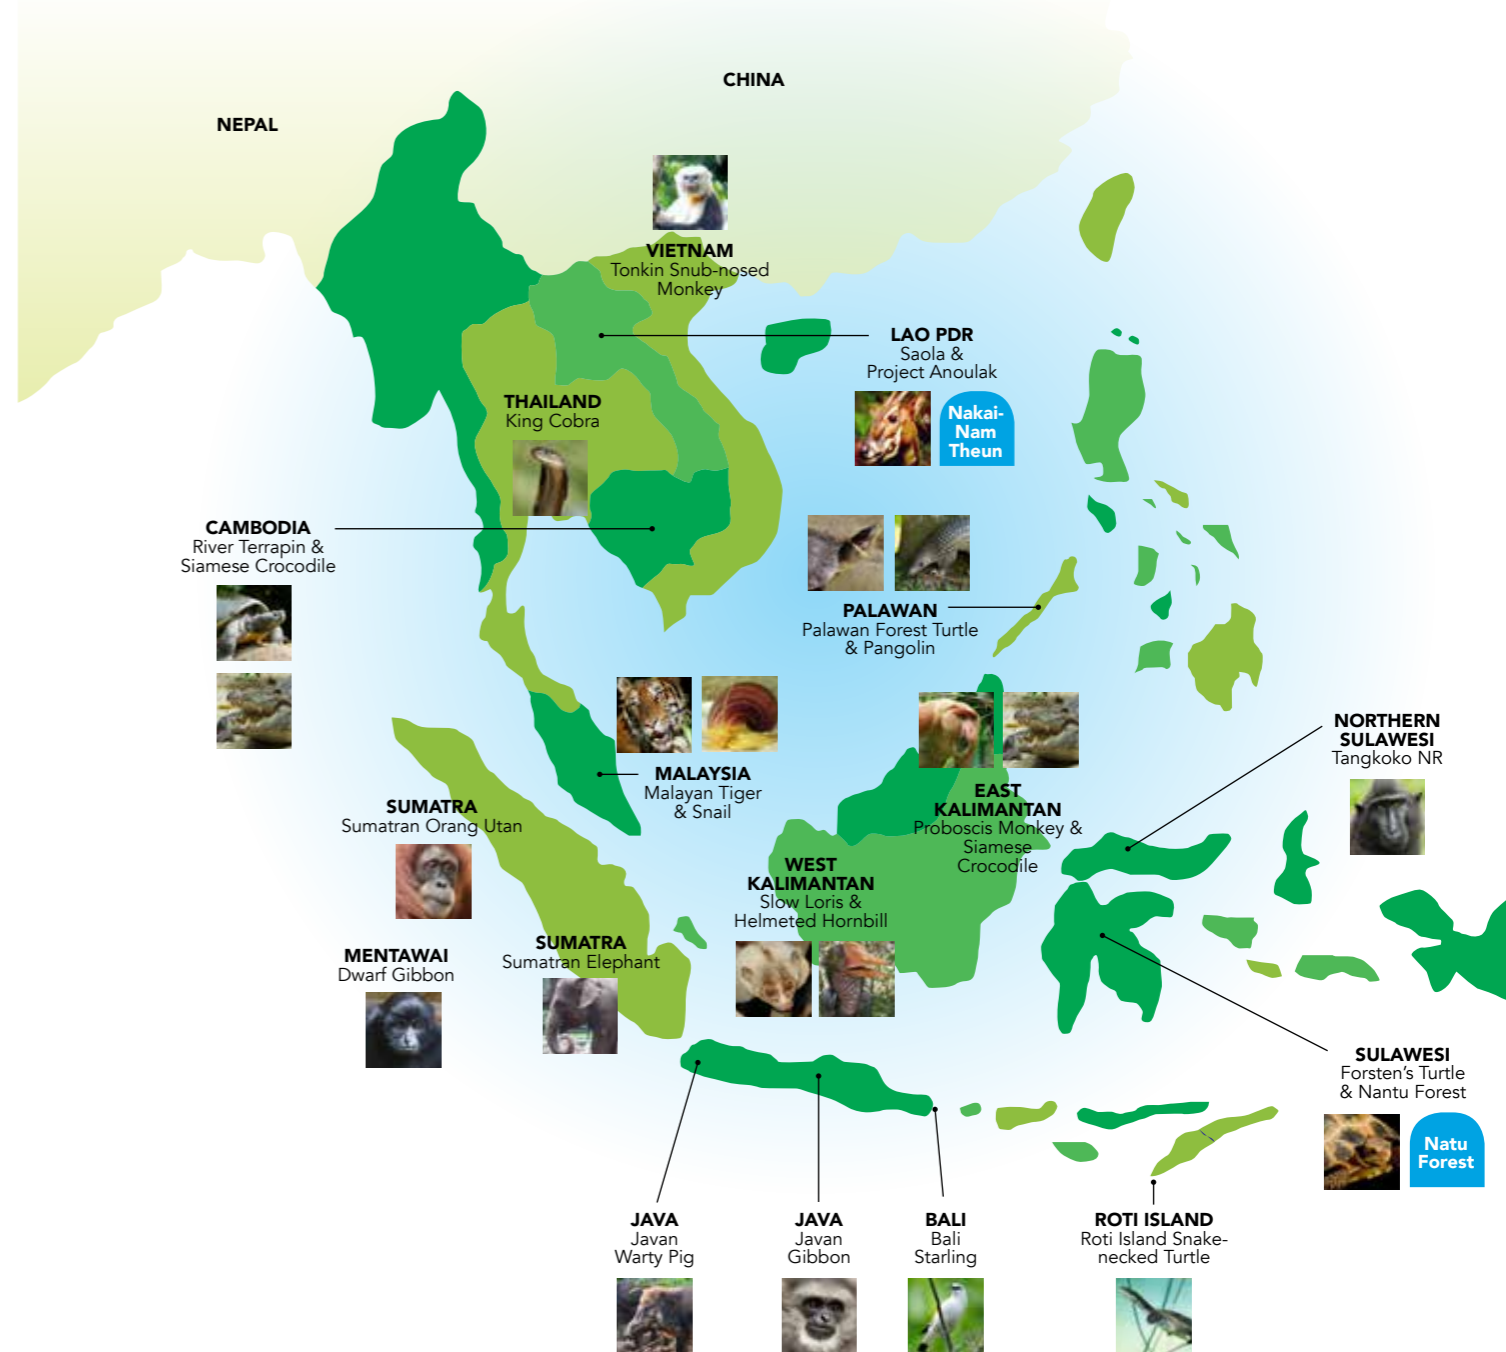 CHINA
NEPAL
VIETNAM
Tonkin Snub-nosed
Monkey
LAO PDR
Saola &
Project Anoulak
Nakai-
Nam
Theun
THAILAND
King Cobra
CAMBODIA
River Terrapin &
Siamese Crocodile
PALAWAN
Palawan Forest Turtle
& Pangolin
NORTHERN
SULAWESI
Tangkoko NR
MALAYSIA
Malayan Tiger
& Snail
EAST
KALIMANTAN
Proboscis Monkey &
Siamese
Crocodile
SUMATRA
Sumatran Orang Utan
WEST
KALIMANTAN
Slow Loris &
Helmeted Hornbill
SUMATRA
Sumatran Elephant
MENTAWAI
Dwarf Gibbon
SULAWESI
Forsten's Turtle
& Nantu Forest
Natu
Forest
JAVA
Javan
Warty Pig
JAVA
Javan
Gibbon
BALI
Bali
Starling
ROTI ISLAND
Roti Island Snake-
necked Turtle